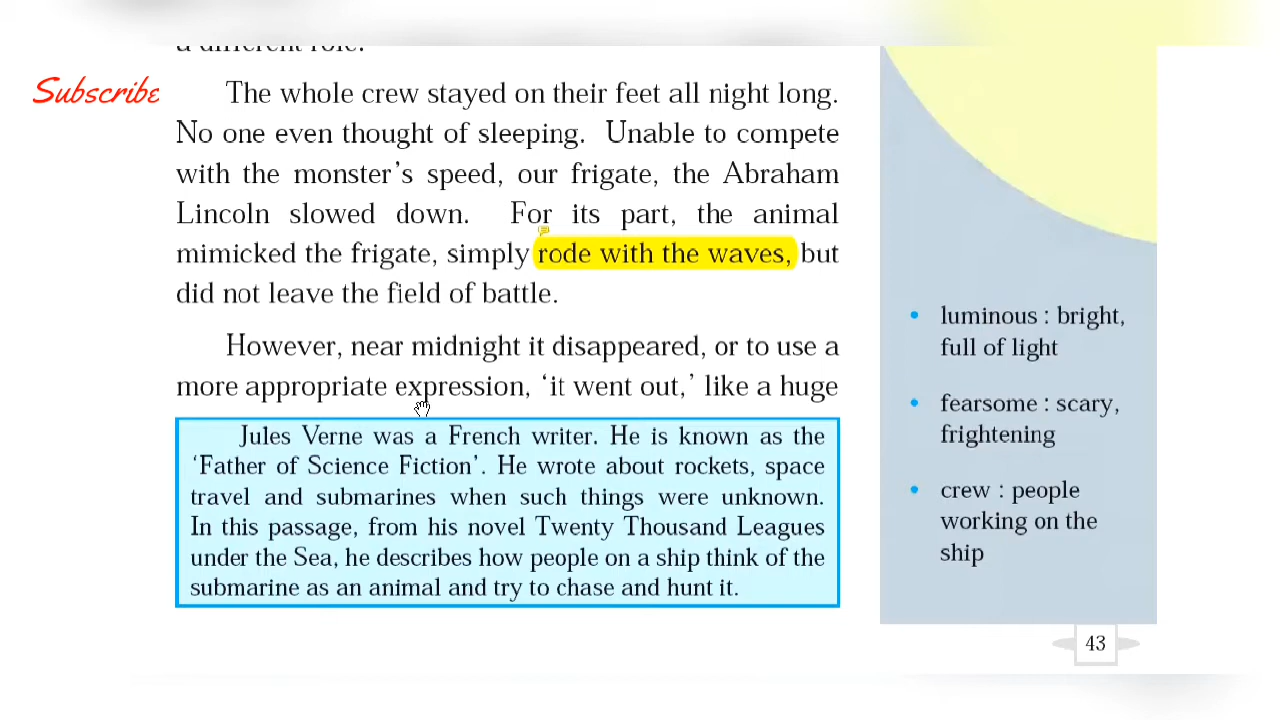 a different role.
Subscribe
The whole crew stayed on their feet all night long.
No one even thought of sleeping. Unable to compete
with the monster's speed, our frigate, the Abraham
Lincoln slowed down. For its part, the animal
mimicked the frigate, simply rode with the waves, but
did not leave the field of battle.
However, near midnight it disappeared, or to use a
more appropriate expression, ‘it went out,’ like a huge
Jules Verne was a French writer. He is known as the
‘Father of Science Fiction’. He wrote about rockets, space
travel and submarines when such things were unknown.
In this passage, from his novel Twenty Thousand Leagues
under the Sea, he describes how people on a ship think of the
submarine as an animal and try to chase and hunt it.
• luminous : bright,
full of light
• fearsome : scary,
frightening
• crew : people
working on the
ship
43